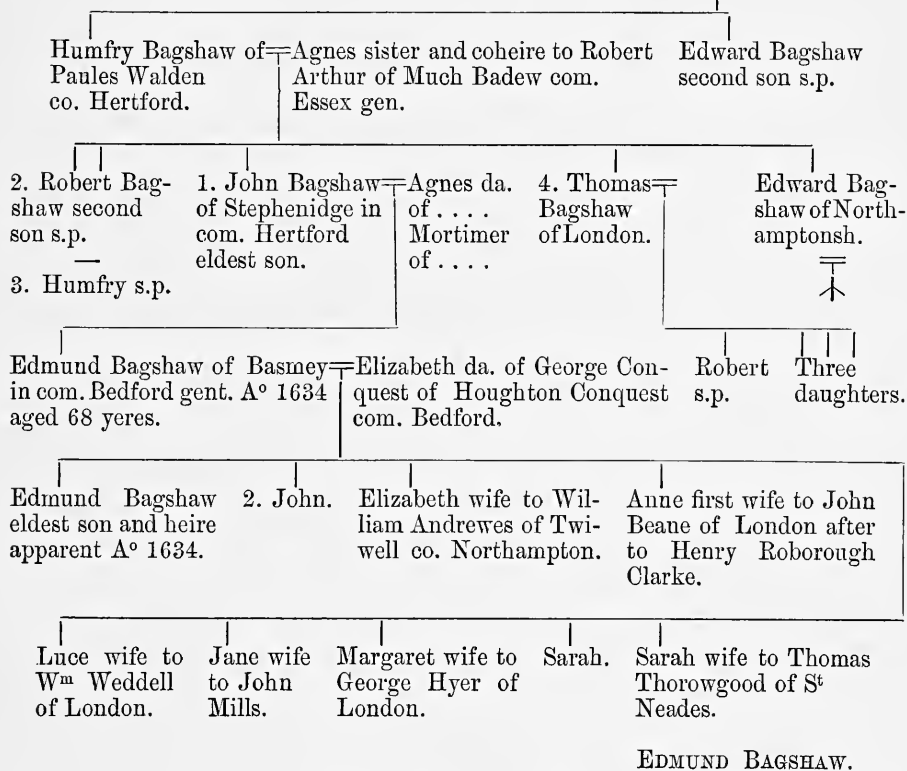 Humfry Bagshaw of
Paules Walden
co. Hertford.
Agnes sister and coheire to Robert
Arthur of Much Badew com.
Essex gen.
Edward Bagshaw
second son s.p.
2. Robert Bag-
shaw second
son s.p.
—
3. Humfry s.p.
1. John Bagshaw
of Stephenidge in
com. Hertford
eldest son.
Agnes da.
of . . . .
Mortimer
of . . . .
4. Thomas
Bagshaw
of London.
Edward Bag-
shaw of North-
amptonsh.
Edmund Bagshaw of Basmey
in com. Bedford gent. Aº 1634
aged 68 yeres.
Elizabeth da. of George Con-
quest of Houghton Conquest
com. Bedford.
Robert
s.p.
Three
daughters.
Edmund Bagshaw
eldest son and heire
apparent Aº 1634.
2. John.
Elizabeth wife to Wil-
liam Andrewes of Twi-
well co. Northampton.
Anne first wife to John
Beane of London after
to Henry Roborough
Clarke.
Luce wife to
Wᵐ Weddell
of London.
Jane wife
to John
Mills.
Margaret wife to
George Hyer of
London.
Sarah.
Sarah wife to Thomas
Thorowgood of Sᵗ
Neades.
EDMUND BAGSHAW.